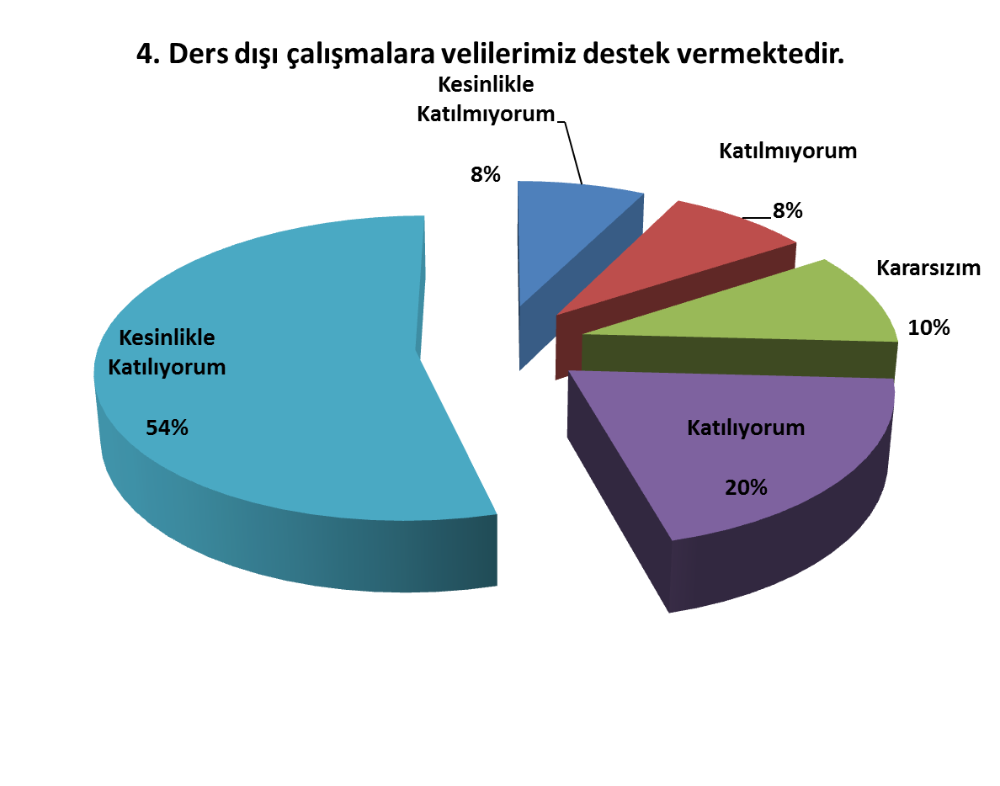 4. Ders dışı çalışmalara velilerimiz destek vermektedir.
Kesinlikle
Katılmıyorum
8%
Katılmıyorum
8%
Kararsızım
10%
Katılıyorum
20%
Kesinlikle
Katılıyorum
54%